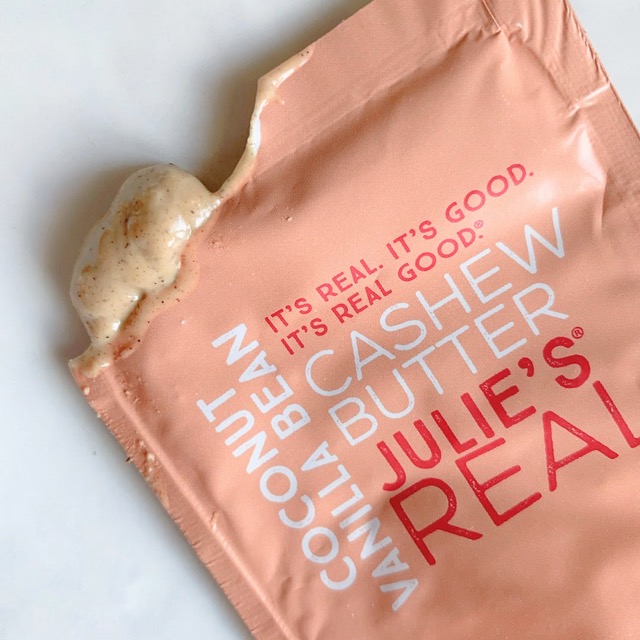 IT'S REAL. IT'S GOOD.
IT'S REAL GOOD.®
CASHEW
BUTTER
COCONUT
VANILLA BEAN
JULIE'S®
REAL